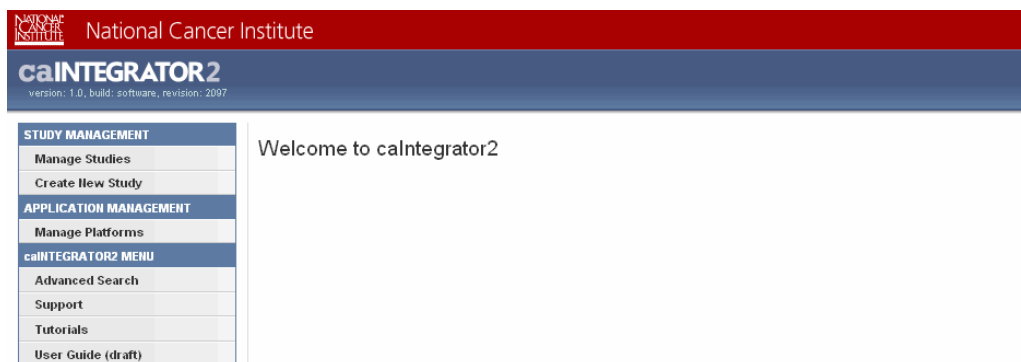 NATIONAL
CANCER
INSTITUTE
National Cancer Institute
caINTEGRATOR2
version: 1.0, build: software, revision: 2097
STUDY MANAGEMENT
Manage Studies
Create New Study
APPLICATION MANAGEMENT
Manage Platforms
caINTEGRATOR2 MENU
Advanced Search
Support
Tutorials
User Guide (draft)
Welcome to caIntegrator2